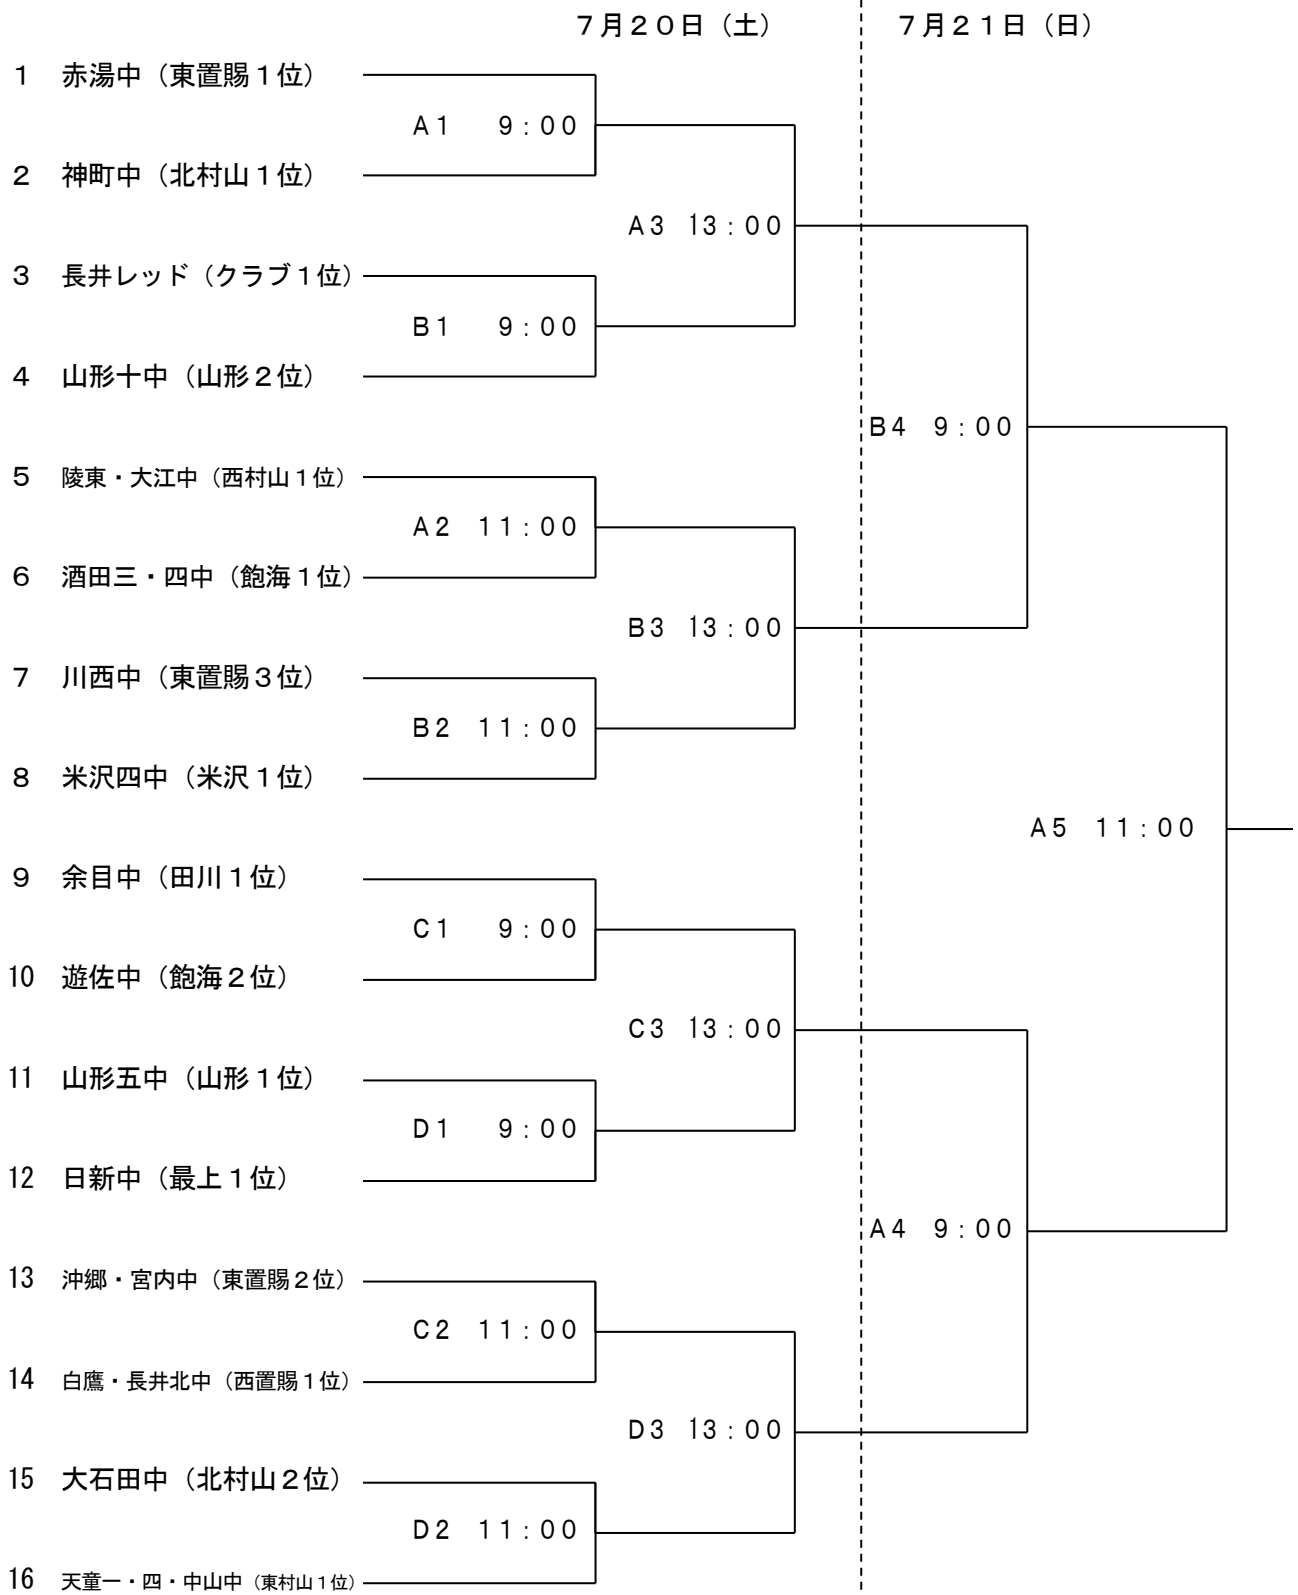 ７月２０日（土）　７月２１日（日）
1　赤湯中（東置賜１位）
A1　9：00
2　神町中（北村山１位）
A3　13：00
3　長井レッド（クラブ１位）
B1　9：00
4　山形十中（山形２位）
B4　9：00
5　陵東・大江中（西村山１位）
A2　11：00
6　酒田三・四中（飽海１位）
B3　13：00
7　川西中（東置賜３位）
B2　11：00
8　米沢四中（米沢１位）
A5　11：00
9　余目中（田川１位）
C1　9：00
10　遊佐中（飽海２位）
C3　13：00
11　山形五中（山形１位）
D1　9：00
12　日新中（最上１位）
A4　9：00
13　沖郷・宮内中（東置賜２位）
C2　11：00
14　白鷹・長井北中（西置賜１位）
D3　13：00
15　大石田中（北村山２位）
D2　11：00
16　天童一・四・中山中（東村山１位）